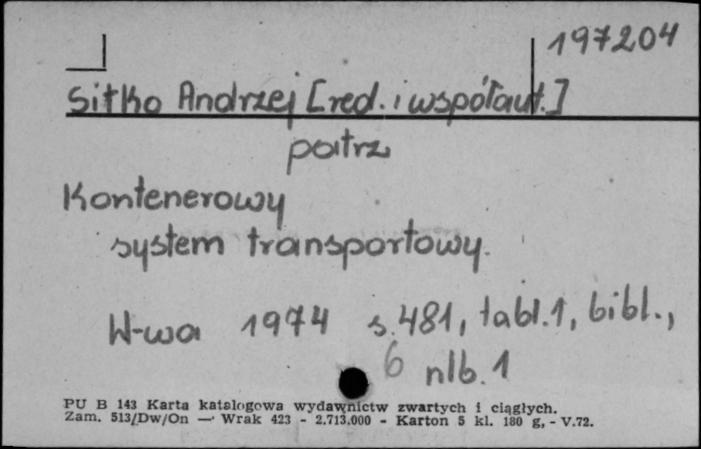 197204
Sitko Andrzej [red. i współaut.]
patrz
Kontenerowy
system transportowy.
W-wa 1974 s. 481, tabl. 1, bibl.,
6 nlb. 1
PU B 143 Karta katalogowa wydawnictw zwartych i ciągłych.
Zam. 513/Dw/On — Wrak 423 - 2.713.000 - Karton 5 kl. 180 g, - V.72.